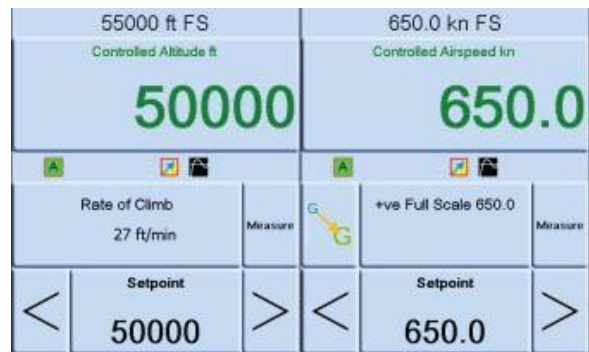 55000 ft FS
Controlled Altitude ft
50000
A
Rate of Climb
27 ft/min
Measure
Setpoint
<
50000
>
650.0 kn FS
Controlled Airspeed kn
650.0
A
G
G
+ve Full Scale 650.0
Measure
Setpoint
<
650.0
>